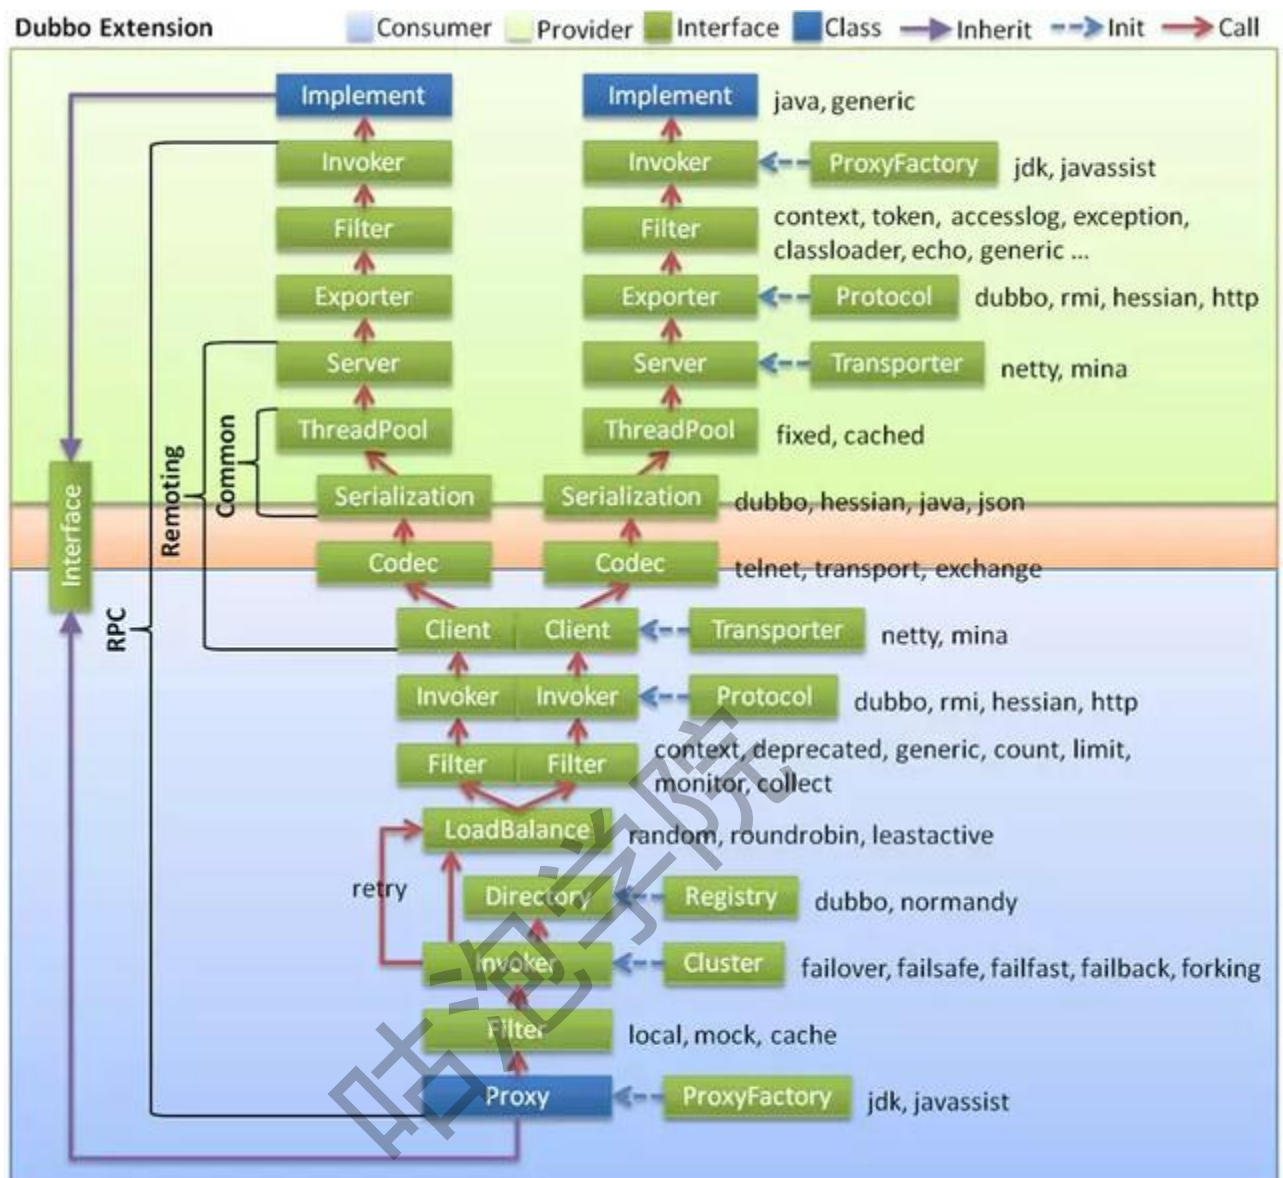 Dubbo Extension Consumer Provider Interface Class Inherit Init Call
Implement Implement java, generic
Invoker Invoker ProxyFactory jdk, javassist
Filter Filter context, token, accesslog, exception,
classloader, echo, generic ...
Exporter Exporter Protocol dubbo, rmi, hessian, http
Server Server Transporter netty, mina
ThreadPool ThreadPool fixed, cached
Common
Remoting
Serialization Serialization dubbo, hessian, java, json
Interface
Codec Codec telnet, transport, exchange
RPC
Client Client Transporter netty, mina
Invoker Invoker Protocol dubbo, rmi, hessian, http
Filter Filter context, deprecated, generic, count, limit,
monitor, collect
LoadBalance random, roundrobin, leastactive
retry
Directory Registry dubbo, normandy
Invoker Cluster failover, failsafe, failfast, failback, forking
Filter local, mock, cache
Proxy ProxyFactory jdk, javassist
咕泡学院